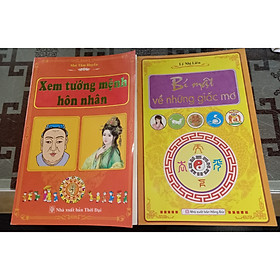 Xem tướng mệnh
hôn nhân
Nhà xuất bản Thời Đại
Bí mật
về những giấc mơ
Nhà xuất bản Hồng Đức